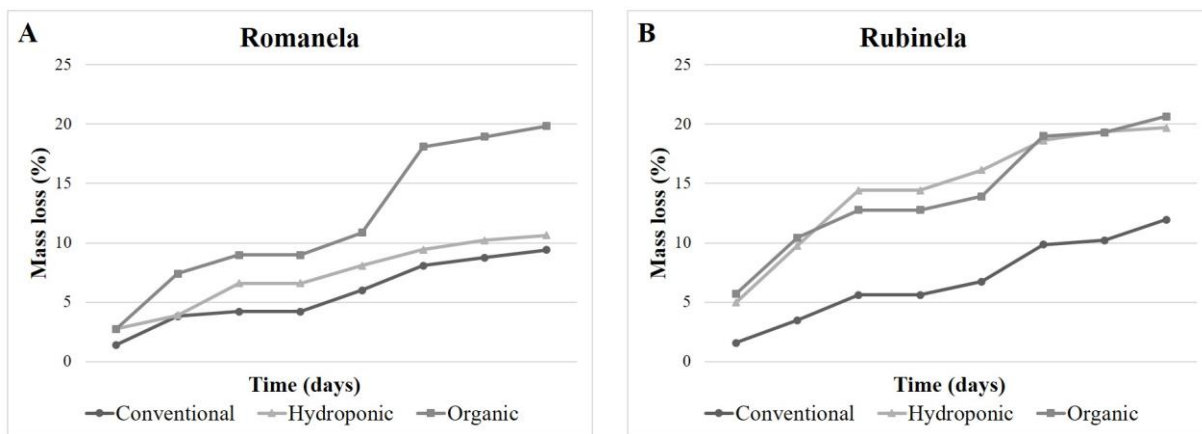 A
Romanela
25
20
15
10
5
0
Mass loss (%)
Time (days)
Conventional Hydroponic Organic
B
Rubinela
25
20
15
10
5
0
Mass loss (%)
Time (days)
Conventional Hydroponic Organic